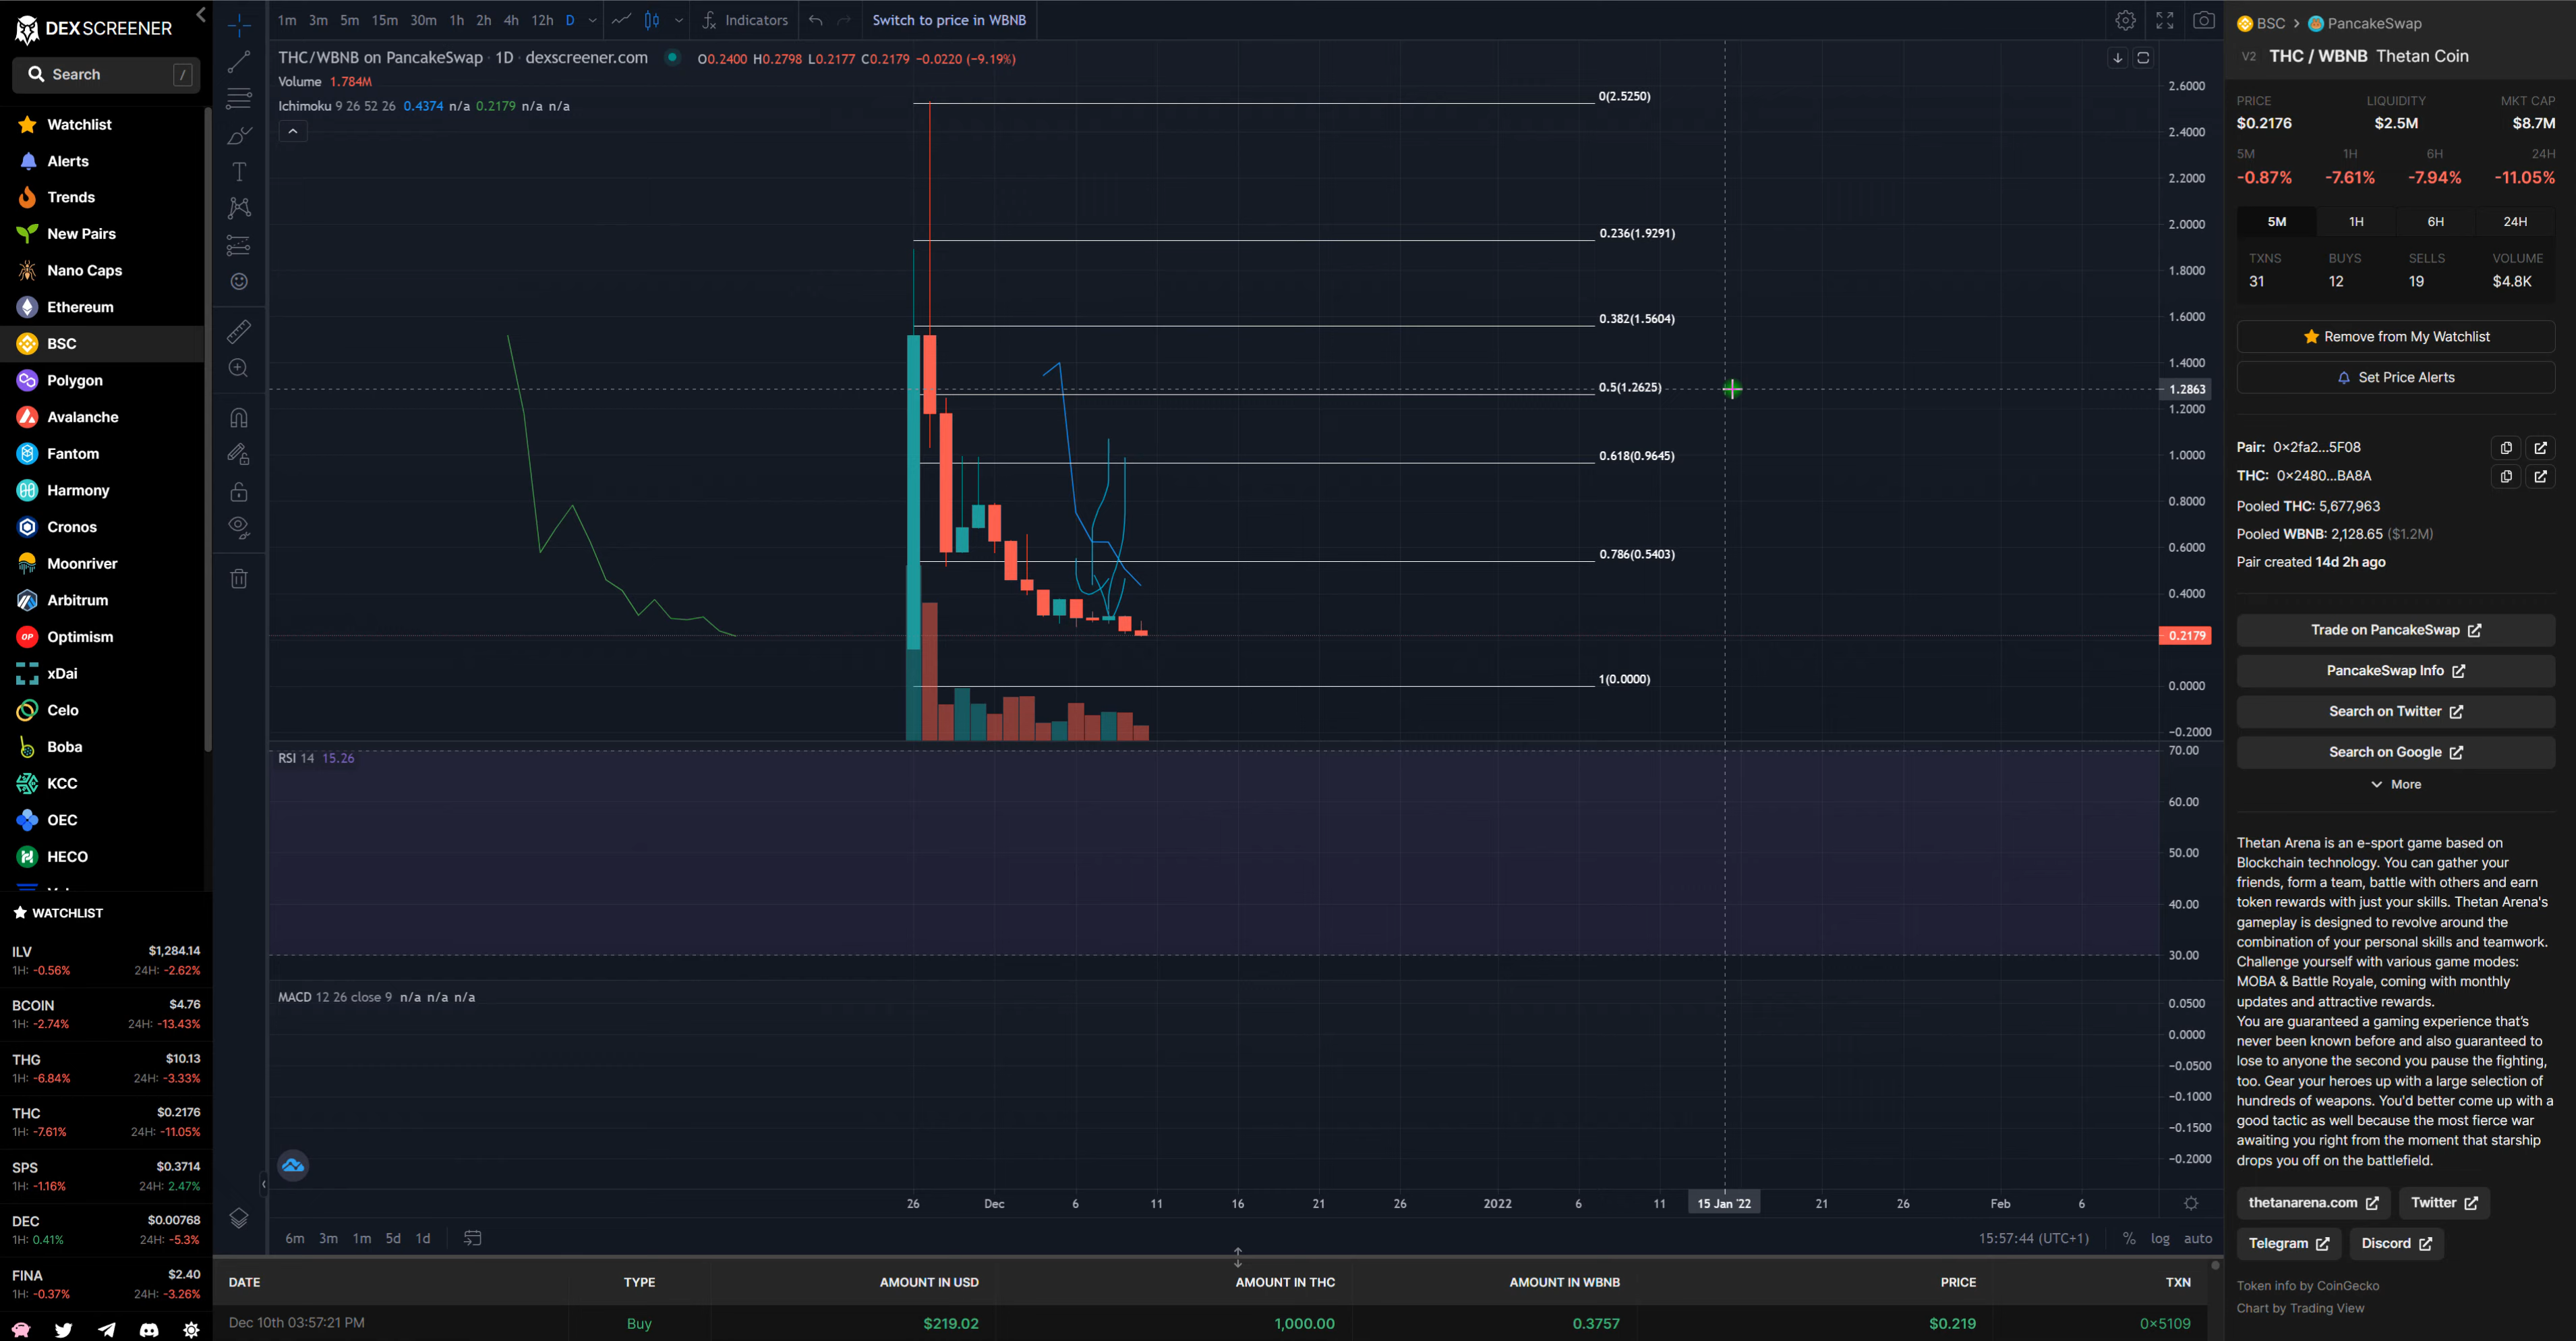 DEX SCREENER
Search /
Watchlist
Alerts
Trends
New Pairs
Nano Caps
Ethereum
BSC
Polygon
Avalanche
Fantom
Harmony
Cronos
Moonriver
Arbitrum
OP Optimism
xDai
Celo
Boba
KCC
OEC
HECO
WATCHLIST
ILV $1,284.14
1H: -0.56% 24H: -2.62%
BCOIN $4.76
1H: -2.74% 24H: -13.43%
THG $10.13
1H: -6.84% 24H: -3.33%
THC $0.2176
1H: -7.61% 24H: -11.05%
SPS $0.3714
1H: -1.16% 24H: 2.47%
DEC $0.00768
1H: 0.41% 24H: -5.3%
FINA $2.40
1H: -0.37% 24H: -3.26%
1m 3m 5m 15m 30m 1h 2h 4h 12h D Indicators Switch to price in WBNB
THC/WBNB on PancakeSwap · 1D · dexscreener.com O0.2400 H0.2798 L0.2177 C0.2179 −0.0220 (−9.19%)
Volume 1.784M
Ichimoku 9 26 52 26 0.4374 n/a 0.2179 n/a n/a
0(2.5250)
0.236(1.9291)
0.382(1.5604)
0.5(1.2625)
0.618(0.9645)
0.786(0.5403)
1(0.0000)
2.6000
2.4000
2.2000
2.0000
1.8000
1.6000
1.4000
1.2863
1.2000
1.0000
0.8000
0.6000
0.4000
0.2179
0.0000
−0.2000
RSI 14 15.26
70.00
60.00
50.00
40.00
30.00
MACD 12 26 close 9 n/a n/a n/a
0.0500
0.0000
−0.0500
−0.1000
−0.1500
−0.2000
26 Dec 6 11 16 21 26 2022 6 11 15 Jan '22 21 26 Feb 6
6m 3m 1m 5d 1d 15:57:44 (UTC+1) % log auto
DATE TYPE AMOUNT IN USD AMOUNT IN THC AMOUNT IN WBNB PRICE TXN
Dec 10th 03:57:21 PM Buy $219.02 1,000.00 0.3757 $0.219 0×5109
BSC > PancakeSwap
V2 THC / WBNB Thetan Coin
PRICE LIQUIDITY MKT CAP
$0.2176 $2.5M $8.7M
5M 1H 6H 24H
-0.87% -7.61% -7.94% -11.05%
5M 1H 6H 24H
TXNS BUYS SELLS VOLUME
31 12 19 $4.8K
Remove from My Watchlist
Set Price Alerts
Pair: 0×2fa2...5F08
THC: 0×2480...BA8A
Pooled THC: 5,677,963
Pooled WBNB: 2,128.65 ($1.2M)
Pair created 14d 2h ago
Trade on PancakeSwap
PancakeSwap Info
Search on Twitter
Search on Google
More
Thetan Arena is an e-sport game based on
Blockchain technology. You can gather your
friends, form a team, battle with others and earn
token rewards with just your skills. Thetan Arena's
gameplay is designed to revolve around the
combination of your personal skills and teamwork.
Challenge yourself with various game modes:
MOBA & Battle Royale, coming with monthly
updates and attractive rewards.
You are guaranteed a gaming experience that's
never been known before and also guaranteed to
lose to anyone the second you pause the fighting,
too. Gear your heroes up with a large selection of
hundreds of weapons. You'd better come up with a
good tactic as well because the most fierce war
awaiting you right from the moment that starship
drops you off on the battlefield.
thetanarena.com Twitter
Telegram Discord
Token info by CoinGecko
Chart by Trading View